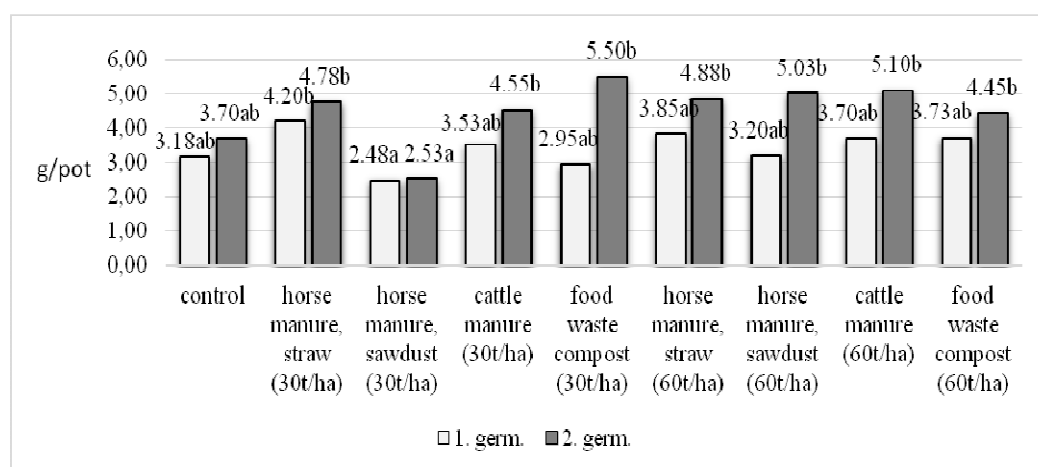 6,00
5,00
4,00
3,00
2,00
1,00
0,00
g/pot
3.18ab
3.70ab
4.20b
4.78b
2.48a
2.53a
3.53ab
4.55b
2.95ab
5.50b
3.85ab
4.88b
3.20ab
5.03b
3.70ab
5.10b
3.73ab
4.45b
control
horse
manure,
straw
(30t/ha)
horse
manure,
sawdust
(30t/ha)
cattle
manure
(30t/ha)
food
waste
compost
(30t/ha)
horse
manure,
straw
(60t/ha)
horse
manure,
sawdust
(60t/ha)
cattle
manure
(60t/ha)
food
waste
compost
(60t/ha)
1. germ. 2. germ.